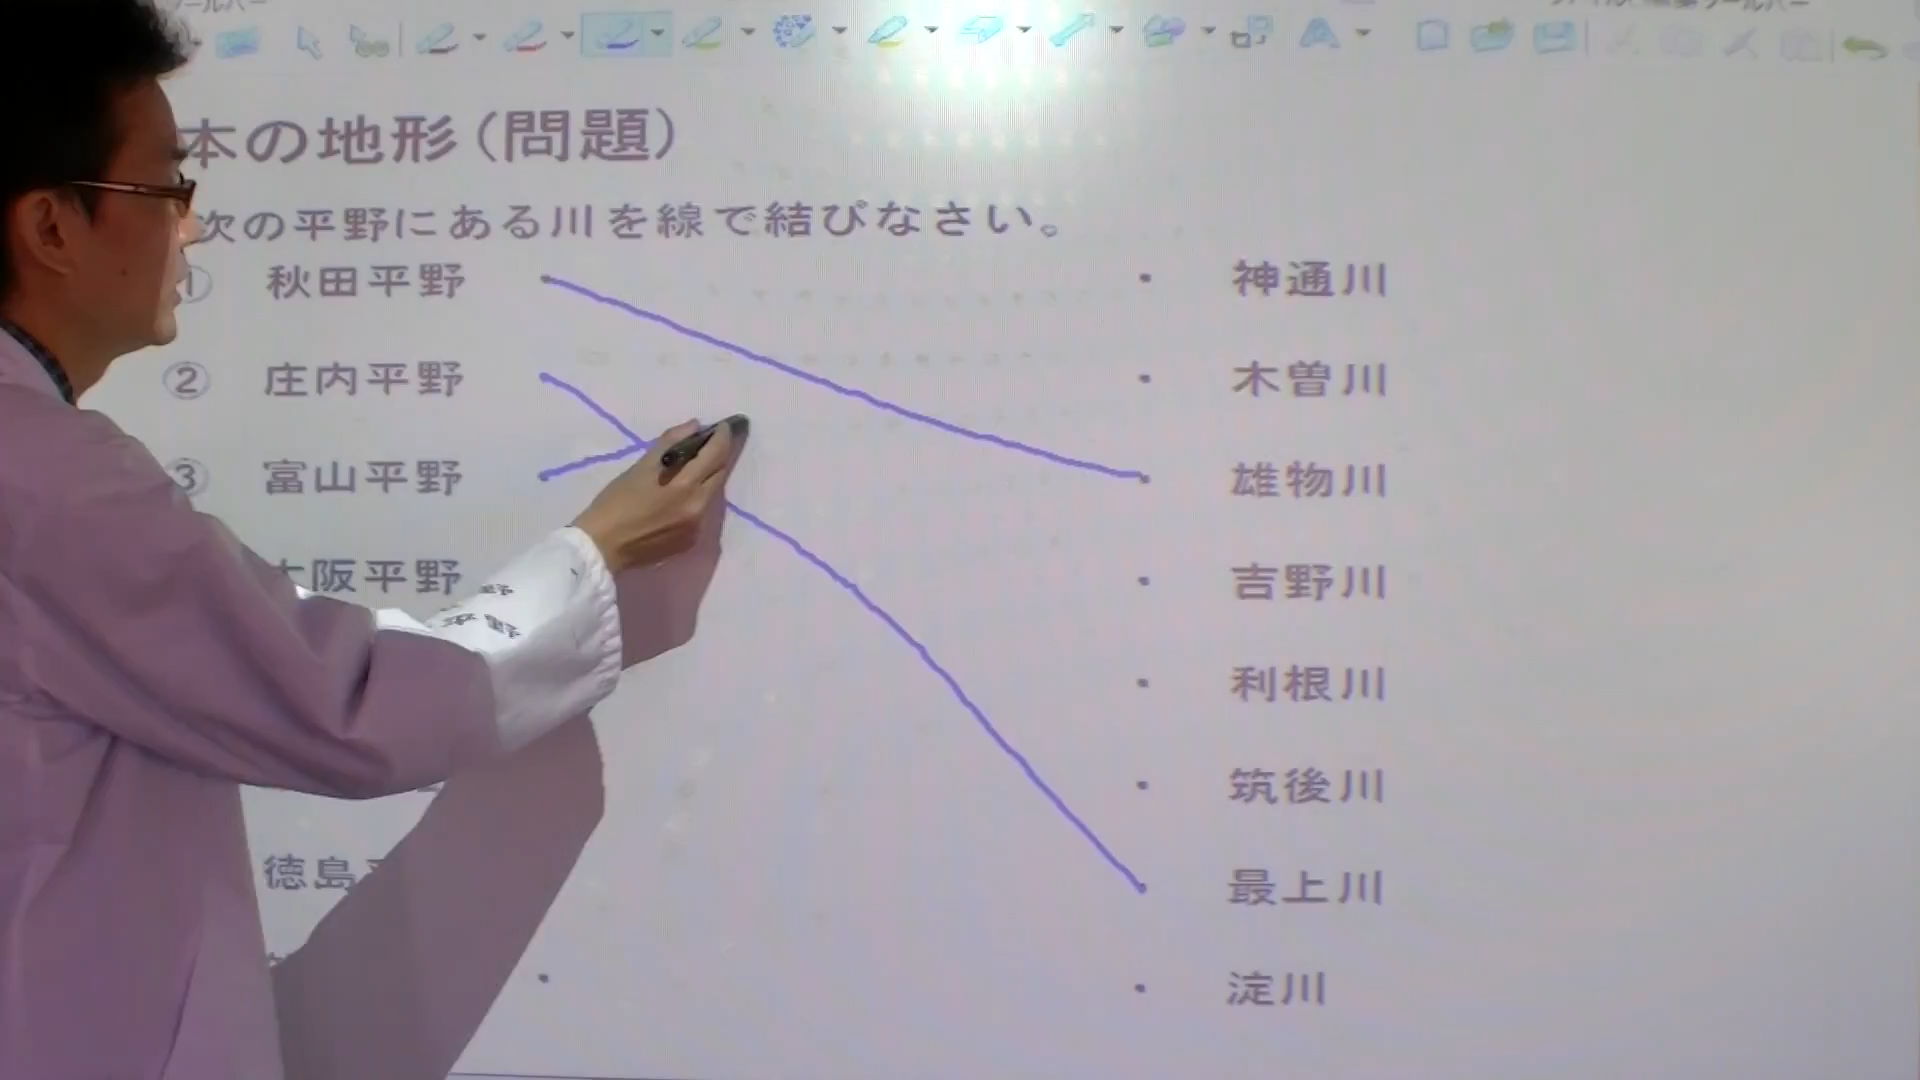 本の地形(問題)
次の平野にある川を線で結びなさい。
① 秋田平野 ・ 神通川
② 庄内平野 ・ 木曽川
③ 富山平野 ・ 雄物川
阪平野 ・ 吉野川
・ 利根川
・ 筑後川
徳島 ・ 最上川
・ ・ 淀川